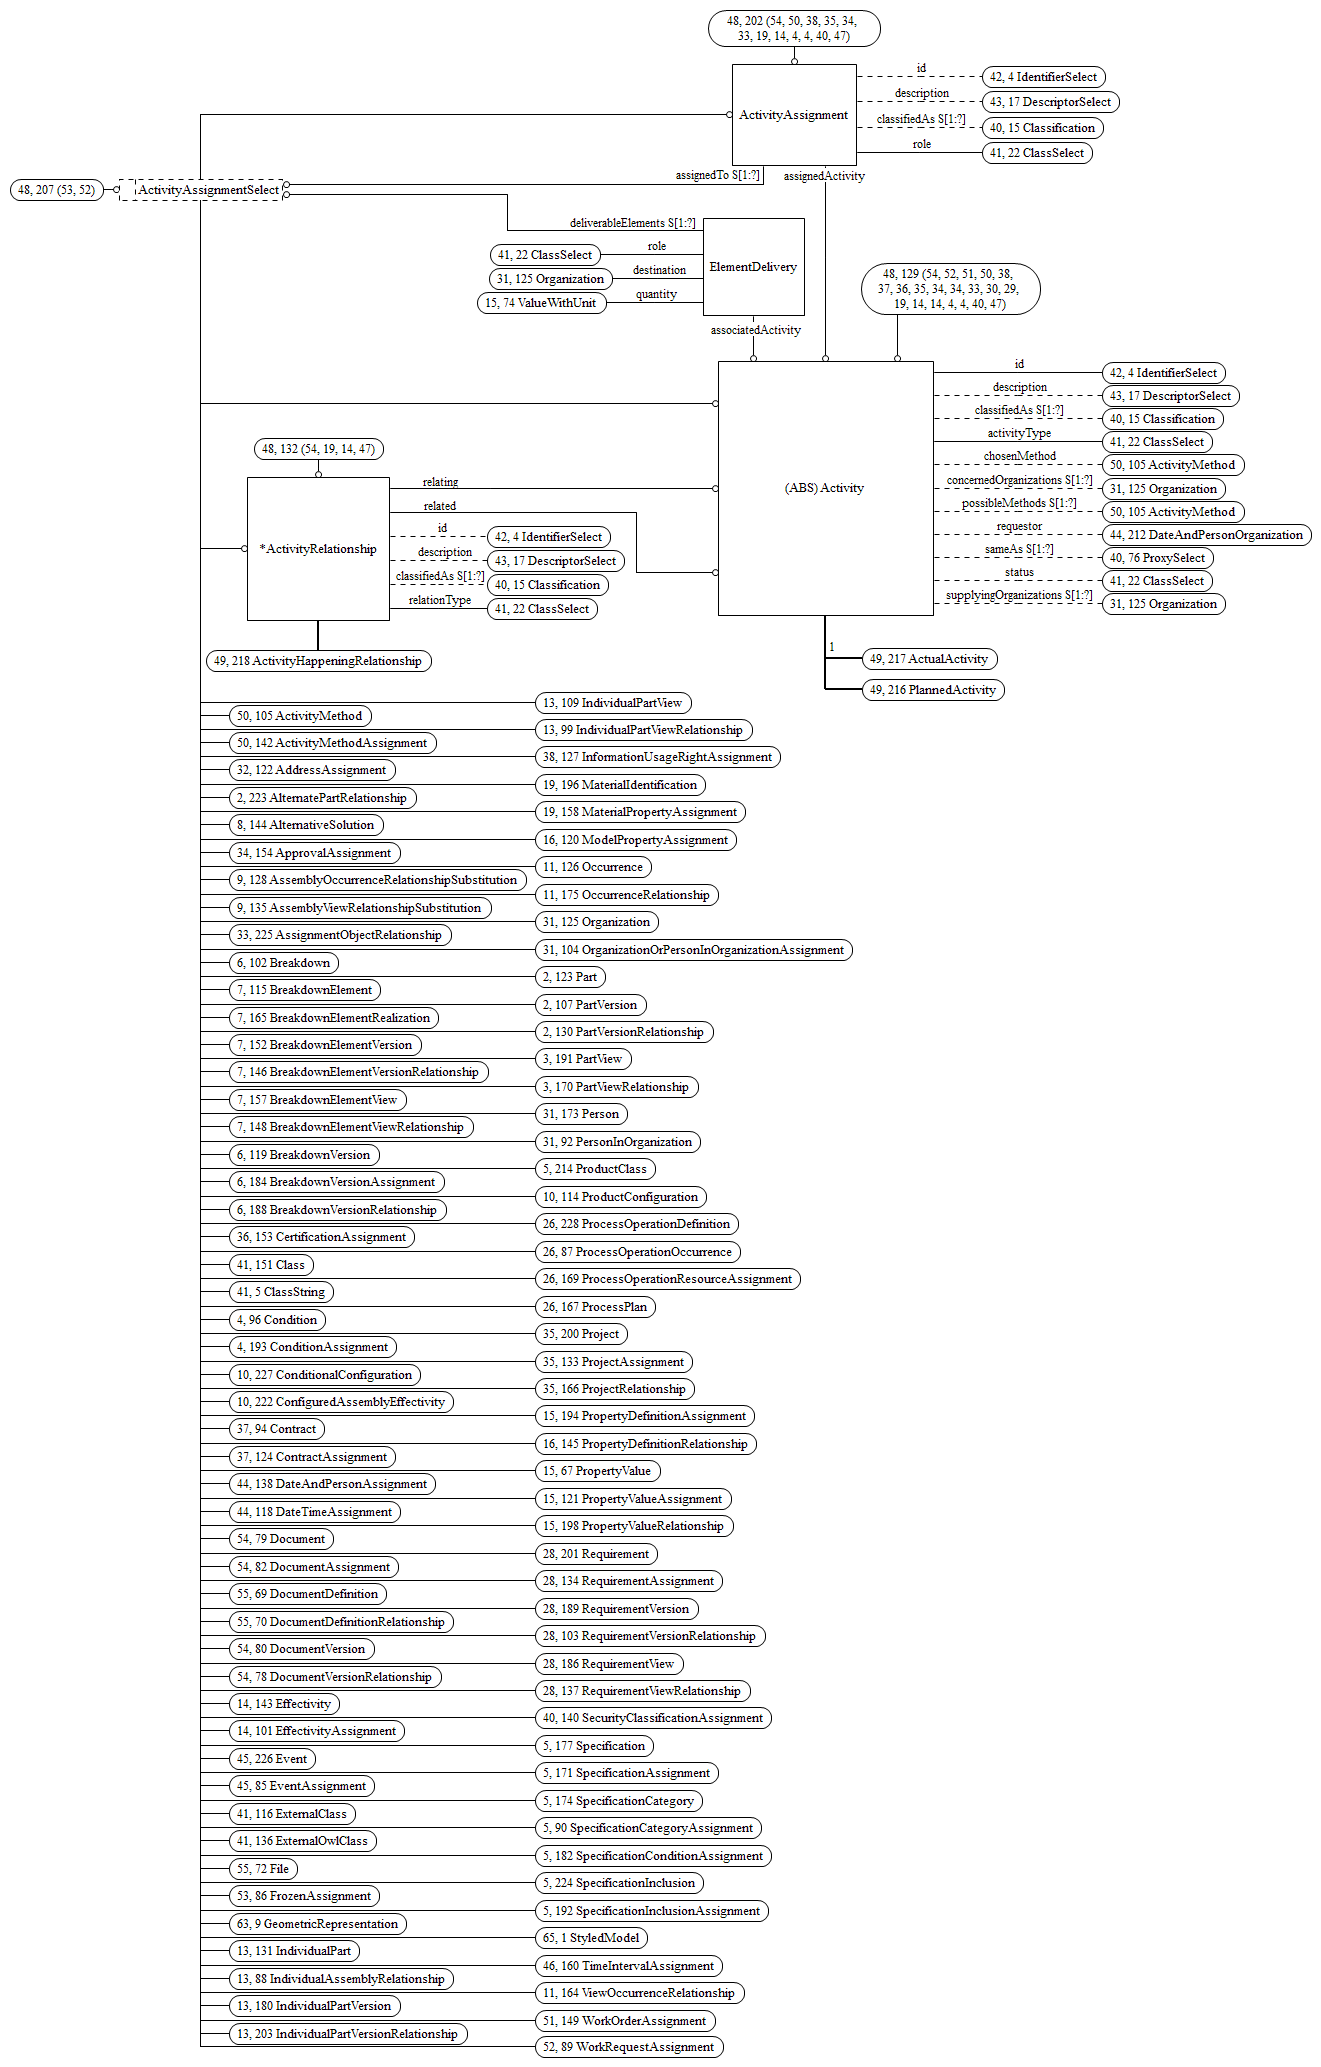 48, 202 (54, 50, 38, 35, 34,
33, 19, 14, 4, 4, 40, 47)
ActivityAssignment
id
42, 4 IdentifierSelect
description
43, 17 DescriptorSelect
classifiedAs S[1:?]
40, 15 Classification
role
41, 22 ClassSelect
48, 207 (53, 52)
ActivityAssignmentSelect
assignedTo S[1:?]
assignedActivity
deliverableElements S[1:?]
ElementDelivery
41, 22 ClassSelect
role
31, 125 Organization
destination
15, 74 ValueWithUnit
quantity
associatedActivity
48, 129 (54, 52, 51, 50, 38,
37, 36, 35, 34, 34, 33, 30, 29,
19, 14, 14, 4, 4, 40, 47)
(ABS) Activity
id
42, 4 IdentifierSelect
description
43, 17 DescriptorSelect
classifiedAs S[1:?]
40, 15 Classification
activityType
41, 22 ClassSelect
chosenMethod
50, 105 ActivityMethod
concernedOrganizations S[1:?]
31, 125 Organization
possibleMethods S[1:?]
50, 105 ActivityMethod
requestor
44, 212 DateAndPersonOrganization
sameAs S[1:?]
40, 76 ProxySelect
status
41, 22 ClassSelect
supplyingOrganizations S[1:?]
31, 125 Organization
48, 132 (54, 19, 14, 47)
*ActivityRelationship
relating
related
id
42, 4 IdentifierSelect
description
43, 17 DescriptorSelect
classifiedAs S[1:?]
40, 15 Classification
relationType
41, 22 ClassSelect
49, 218 ActivityHappeningRelationship
1
49, 217 ActualActivity
49, 216 PlannedActivity
50, 105 ActivityMethod
50, 142 ActivityMethodAssignment
32, 122 AddressAssignment
2, 223 AlternatePartRelationship
8, 144 AlternativeSolution
34, 154 ApprovalAssignment
9, 128 AssemblyOccurrenceRelationshipSubstitution
9, 135 AssemblyViewRelationshipSubstitution
33, 225 AssignmentObjectRelationship
6, 102 Breakdown
7, 115 BreakdownElement
7, 165 BreakdownElementRealization
7, 152 BreakdownElementVersion
7, 146 BreakdownElementVersionRelationship
7, 157 BreakdownElementView
7, 148 BreakdownElementViewRelationship
6, 119 BreakdownVersion
6, 184 BreakdownVersionAssignment
6, 188 BreakdownVersionRelationship
36, 153 CertificationAssignment
41, 151 Class
41, 5 ClassString
4, 96 Condition
4, 193 ConditionAssignment
10, 227 ConditionalConfiguration
10, 222 ConfiguredAssemblyEffectivity
37, 94 Contract
37, 124 ContractAssignment
44, 138 DateAndPersonAssignment
44, 118 DateTimeAssignment
54, 79 Document
54, 82 DocumentAssignment
55, 69 DocumentDefinition
55, 70 DocumentDefinitionRelationship
54, 80 DocumentVersion
54, 78 DocumentVersionRelationship
14, 143 Effectivity
14, 101 EffectivityAssignment
45, 226 Event
45, 85 EventAssignment
41, 116 ExternalClass
41, 136 ExternalOwlClass
55, 72 File
53, 86 FrozenAssignment
63, 9 GeometricRepresentation
13, 131 IndividualPart
13, 88 IndividualAssemblyRelationship
13, 180 IndividualPartVersion
13, 203 IndividualPartVersionRelationship
13, 109 IndividualPartView
13, 99 IndividualPartViewRelationship
38, 127 InformationUsageRightAssignment
19, 196 MaterialIdentification
19, 158 MaterialPropertyAssignment
16, 120 ModelPropertyAssignment
11, 126 Occurrence
11, 175 OccurrenceRelationship
31, 125 Organization
31, 104 OrganizationOrPersonInOrganizationAssignment
2, 123 Part
2, 107 PartVersion
2, 130 PartVersionRelationship
3, 191 PartView
3, 170 PartViewRelationship
31, 173 Person
31, 92 PersonInOrganization
5, 214 ProductClass
10, 114 ProductConfiguration
26, 228 ProcessOperationDefinition
26, 87 ProcessOperationOccurrence
26, 169 ProcessOperationResourceAssignment
26, 167 ProcessPlan
35, 200 Project
35, 133 ProjectAssignment
35, 166 ProjectRelationship
15, 194 PropertyDefinitionAssignment
16, 145 PropertyDefinitionRelationship
15, 67 PropertyValue
15, 121 PropertyValueAssignment
15, 198 PropertyValueRelationship
28, 201 Requirement
28, 134 RequirementAssignment
28, 189 RequirementVersion
28, 103 RequirementVersionRelationship
28, 186 RequirementView
28, 137 RequirementViewRelationship
40, 140 SecurityClassificationAssignment
5, 177 Specification
5, 171 SpecificationAssignment
5, 174 SpecificationCategory
5, 90 SpecificationCategoryAssignment
5, 182 SpecificationConditionAssignment
5, 224 SpecificationInclusion
5, 192 SpecificationInclusionAssignment
65, 1 StyledModel
46, 160 TimeIntervalAssignment
11, 164 ViewOccurrenceRelationship
51, 149 WorkOrderAssignment
52, 89 WorkRequestAssignment